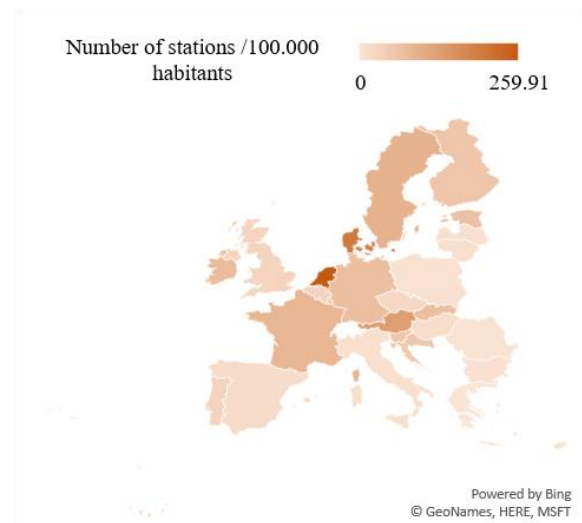 Number of stations /100.000
habitants
0
259.91
Powered by Bing
© GeoNames, HERE, MSFT